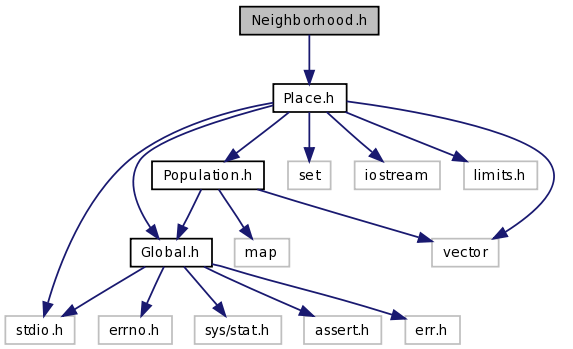 Neighborhood.h
Place.h
Population.h
set
iostream
limits.h
Global.h
map
vector
stdio.h
errno.h
sys/stat.h
assert.h
err.h